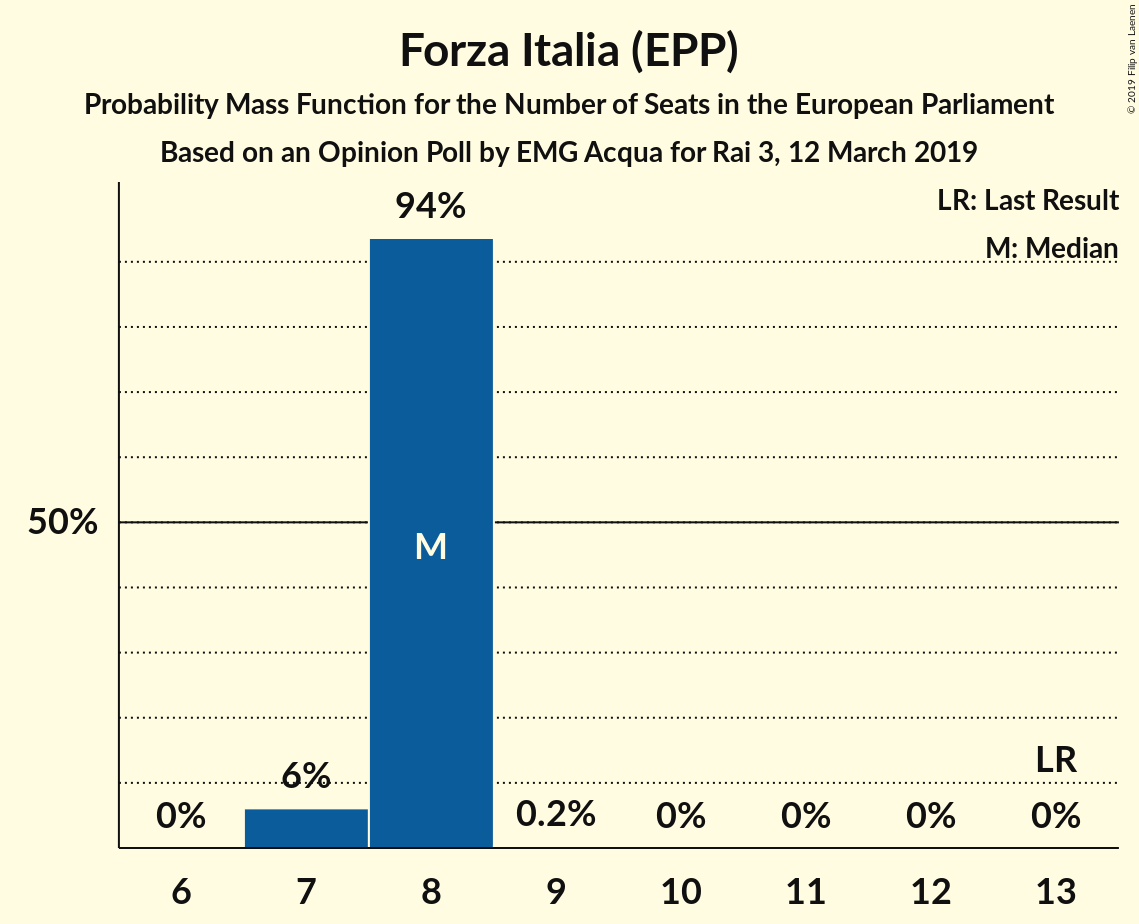 Forza Italia (EPP)
Probability Mass Function for the Number of Seats in the European Parliament
Based on an Opinion Poll by EMG Acqua for Rai 3, 12 March 2019
© 2019 Filip van Laenen
LR: Last Result
M: Median
94%
50%
M
6%
LR
0%
0.2%
0%
0%
0%
0%
6
7
8
9
10
11
12
13